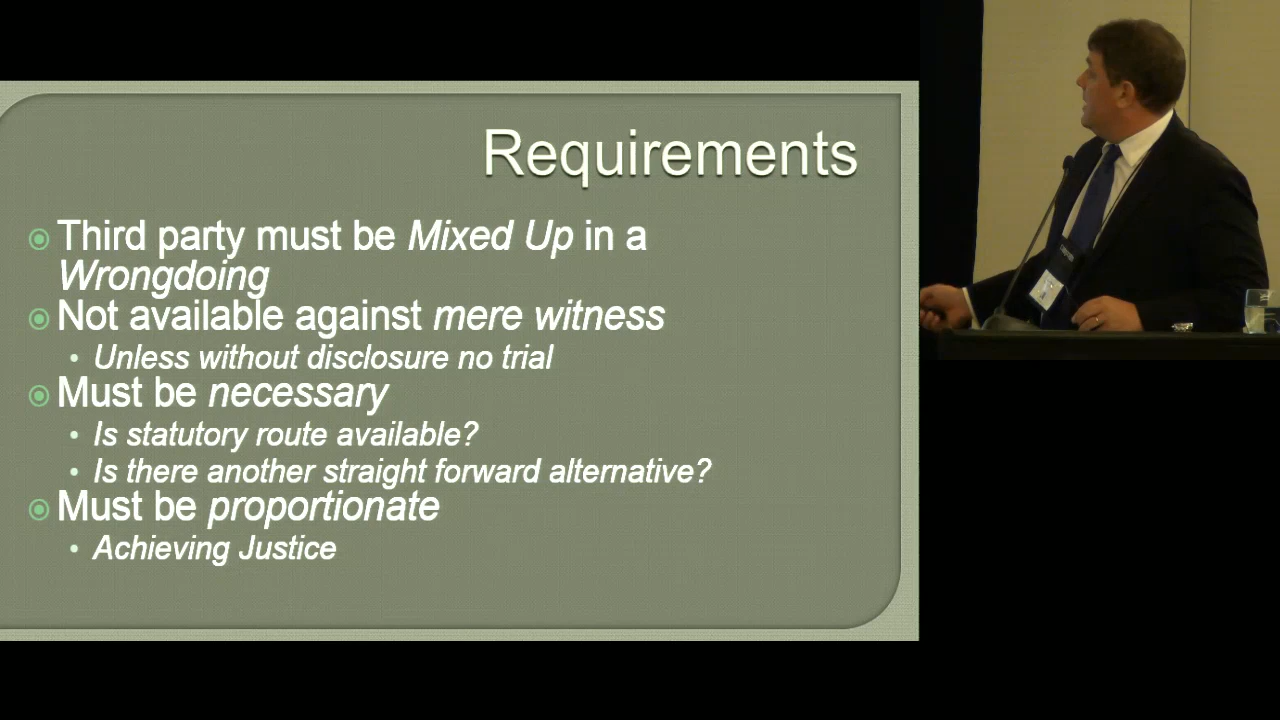 Requirements
Third party must be Mixed Up in a
Wrongdoing
Not available against mere witness
Unless without disclosure no trial
Must be necessary
Is statutory route available?
Is there another straight forward alternative?
Must be proportionate
Achieving Justice